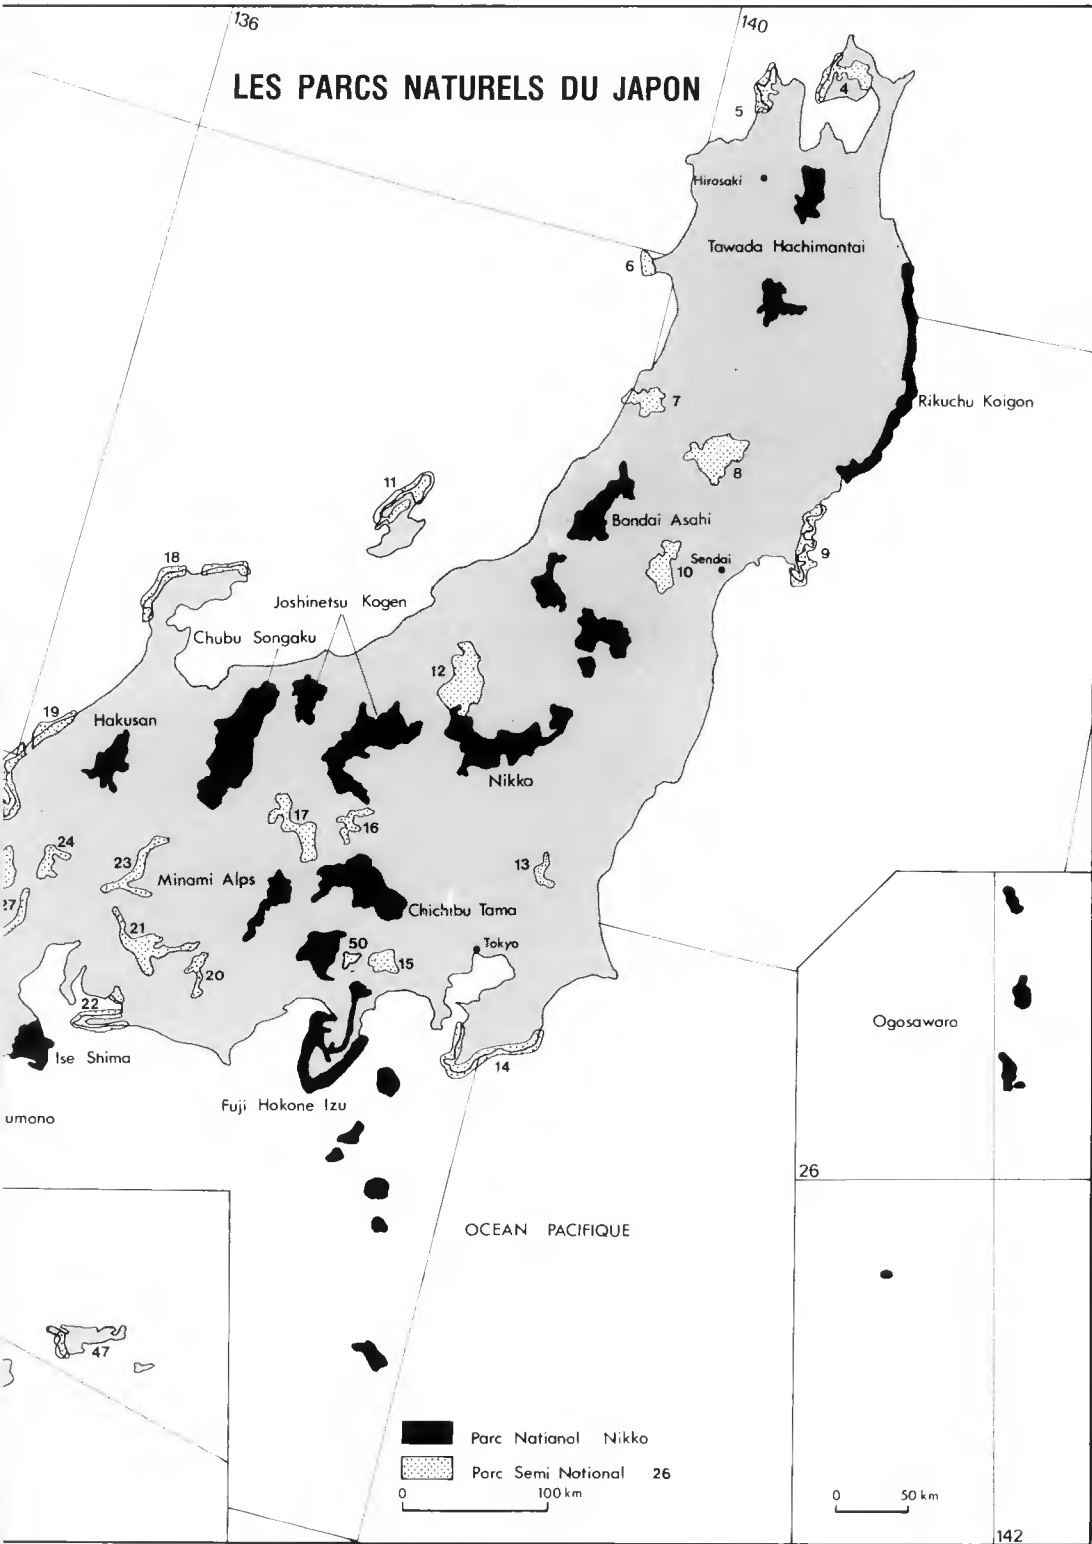 136
140
LES PARCS NATURELS DU JAPON
5
4
Hirosaki
Tawada Hachimantai
6
Rikuchu Koigon
7
8
11
Bandai Asahi
9
18
10
Sendai
Joshinetsu Kogen
Chubu Songaku
12
19
Hakusan
Nikko
17
16
24
23
13
Minami Alps
27
Chichibu Tama
21
50
Tokyo
15
20
22
Ogosawaro
Ise Shima
14
Fuji Hokone Izu
umono
26
OCEAN PACIFIQUE
47
Parc Natianol Nikko
Porc Semi Notional 26
0 100 km
0 50 km
142